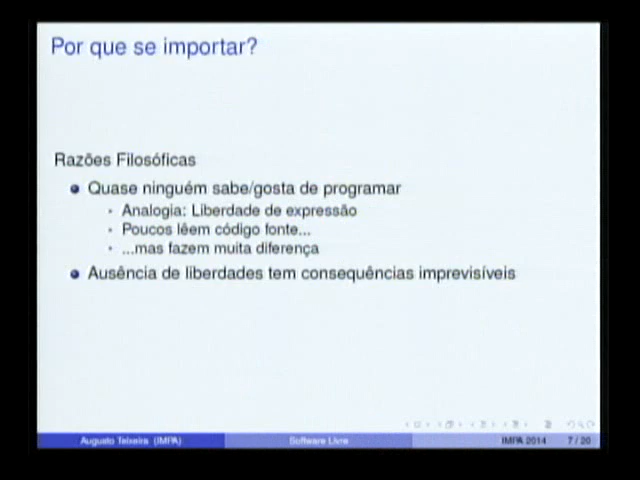 Por que se importar?
Razões Filosóficas
Quase ninguém sabe/gosta de programar
Analogia: Liberdade de expressão
Poucos lêem código fonte...
...mas fazem muita diferença
Ausência de liberdades tem consequências imprevisíveis
Augusto Teixeira (IMPA) Software Livre IMPA 2014 7 / 20